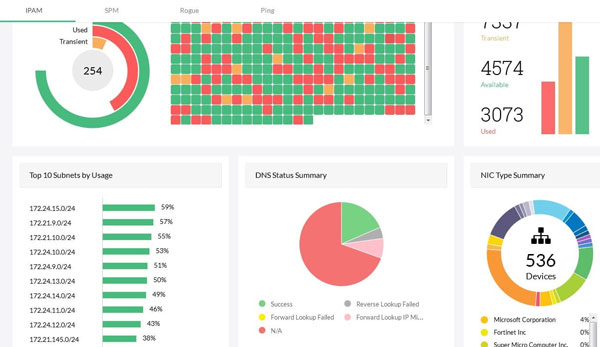 IPAM SPM Rogue Ping
Used
Transient
254
Transient
4574
Available
3073
Used
Top 10 Subnets by Usage
172.24.15.0/24 59%
172.21.9.0/24 57%
172.21.10.0/24 55%
172.24.10.0/24 53%
172.24.9.0/24 51%
172.24.13.0/24 50%
172.24.14.0/24 49%
172.24.11.0/24 46%
172.24.12.0/24 43%
172.21.145.0/24 38%
DNS Status Summary
Success
Reverse Lookup Failed
Forward Lookup Failed
Forward Lookup IP Mi...
N/A
NIC Type Summary
536
Devices
Microsoft Corporation 4%
Fortinet Inc 0%
Super Micro Computer Inc.